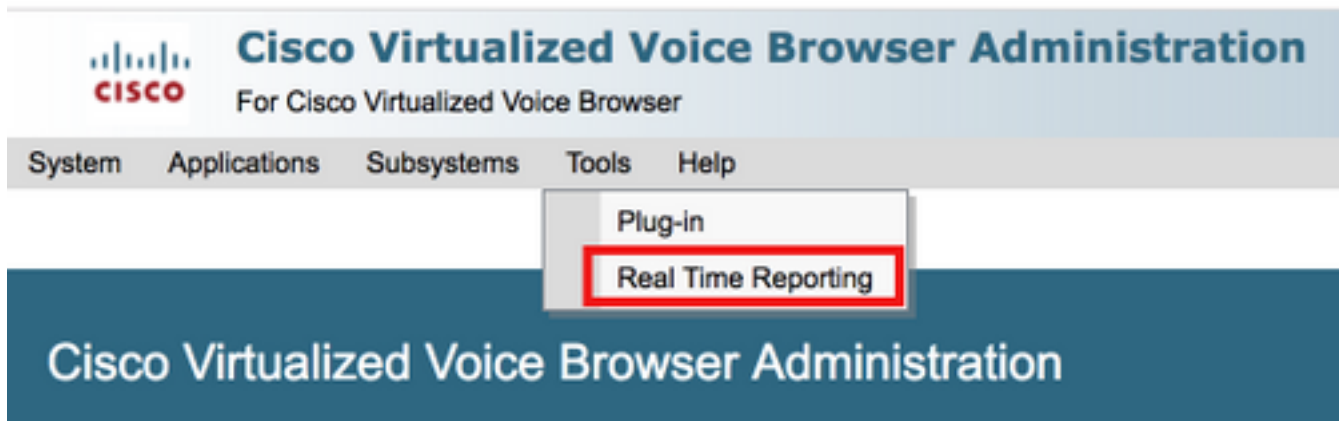 Cisco Virtualized Voice Browser Administration
CISCO
For Cisco Virtualized Voice Browser
System Applications Subsystems Tools Help
Plug-in
Real Time Reporting
Cisco Virtualized Voice Browser Administration